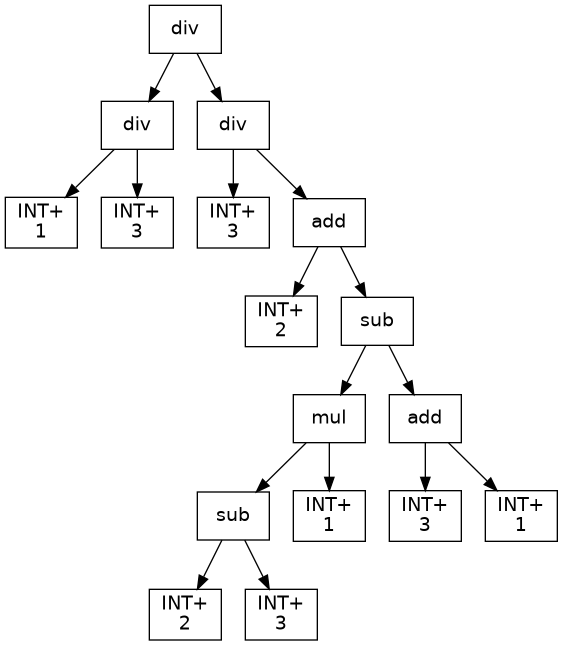 div
div
div
INT+
1
INT+
3
INT+
3
add
INT+
2
sub
mul
add
sub
INT+
1
INT+
3
INT+
1
INT+
2
INT+
3